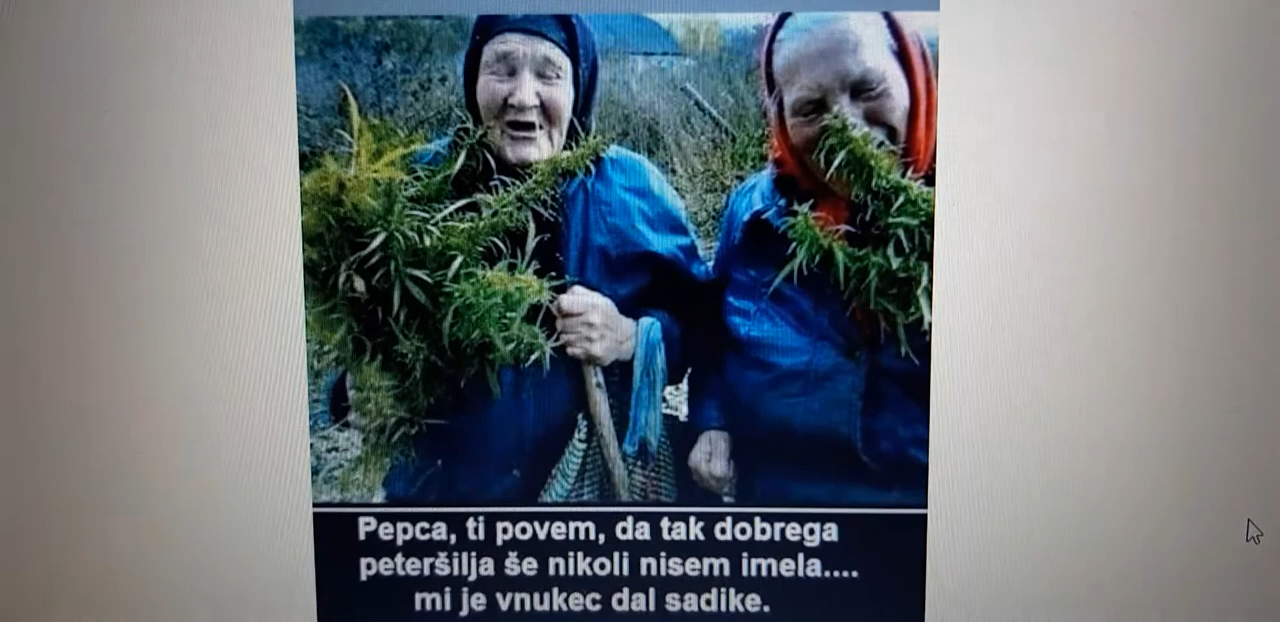 Pepca, ti povem, da tak dobrega
peteršilja še nikoli nisem imela....
mi je vnukec dal sadike.